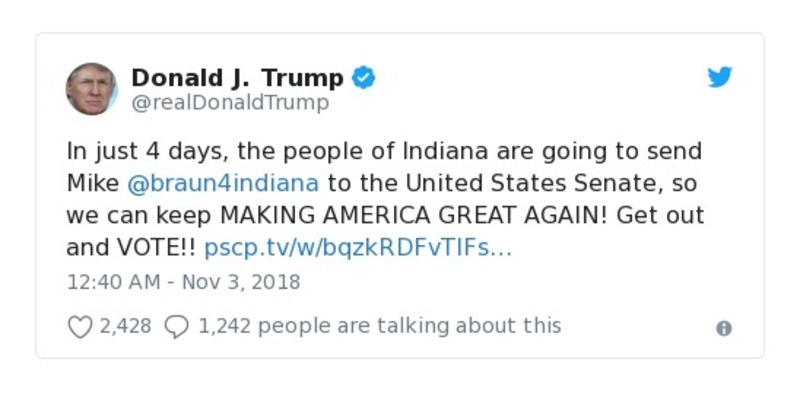 Donald J. Trump
@realDonaldTrump
In just 4 days, the people of Indiana are going to send
Mike @braun4indiana to the United States Senate, so
we can keep MAKING AMERICA GREAT AGAIN! Get out
and VOTE!! pscp.tv/w/bqzkRDFvTlFs…
12:40 AM - Nov 3, 2018
2,428 1,242 people are talking about this